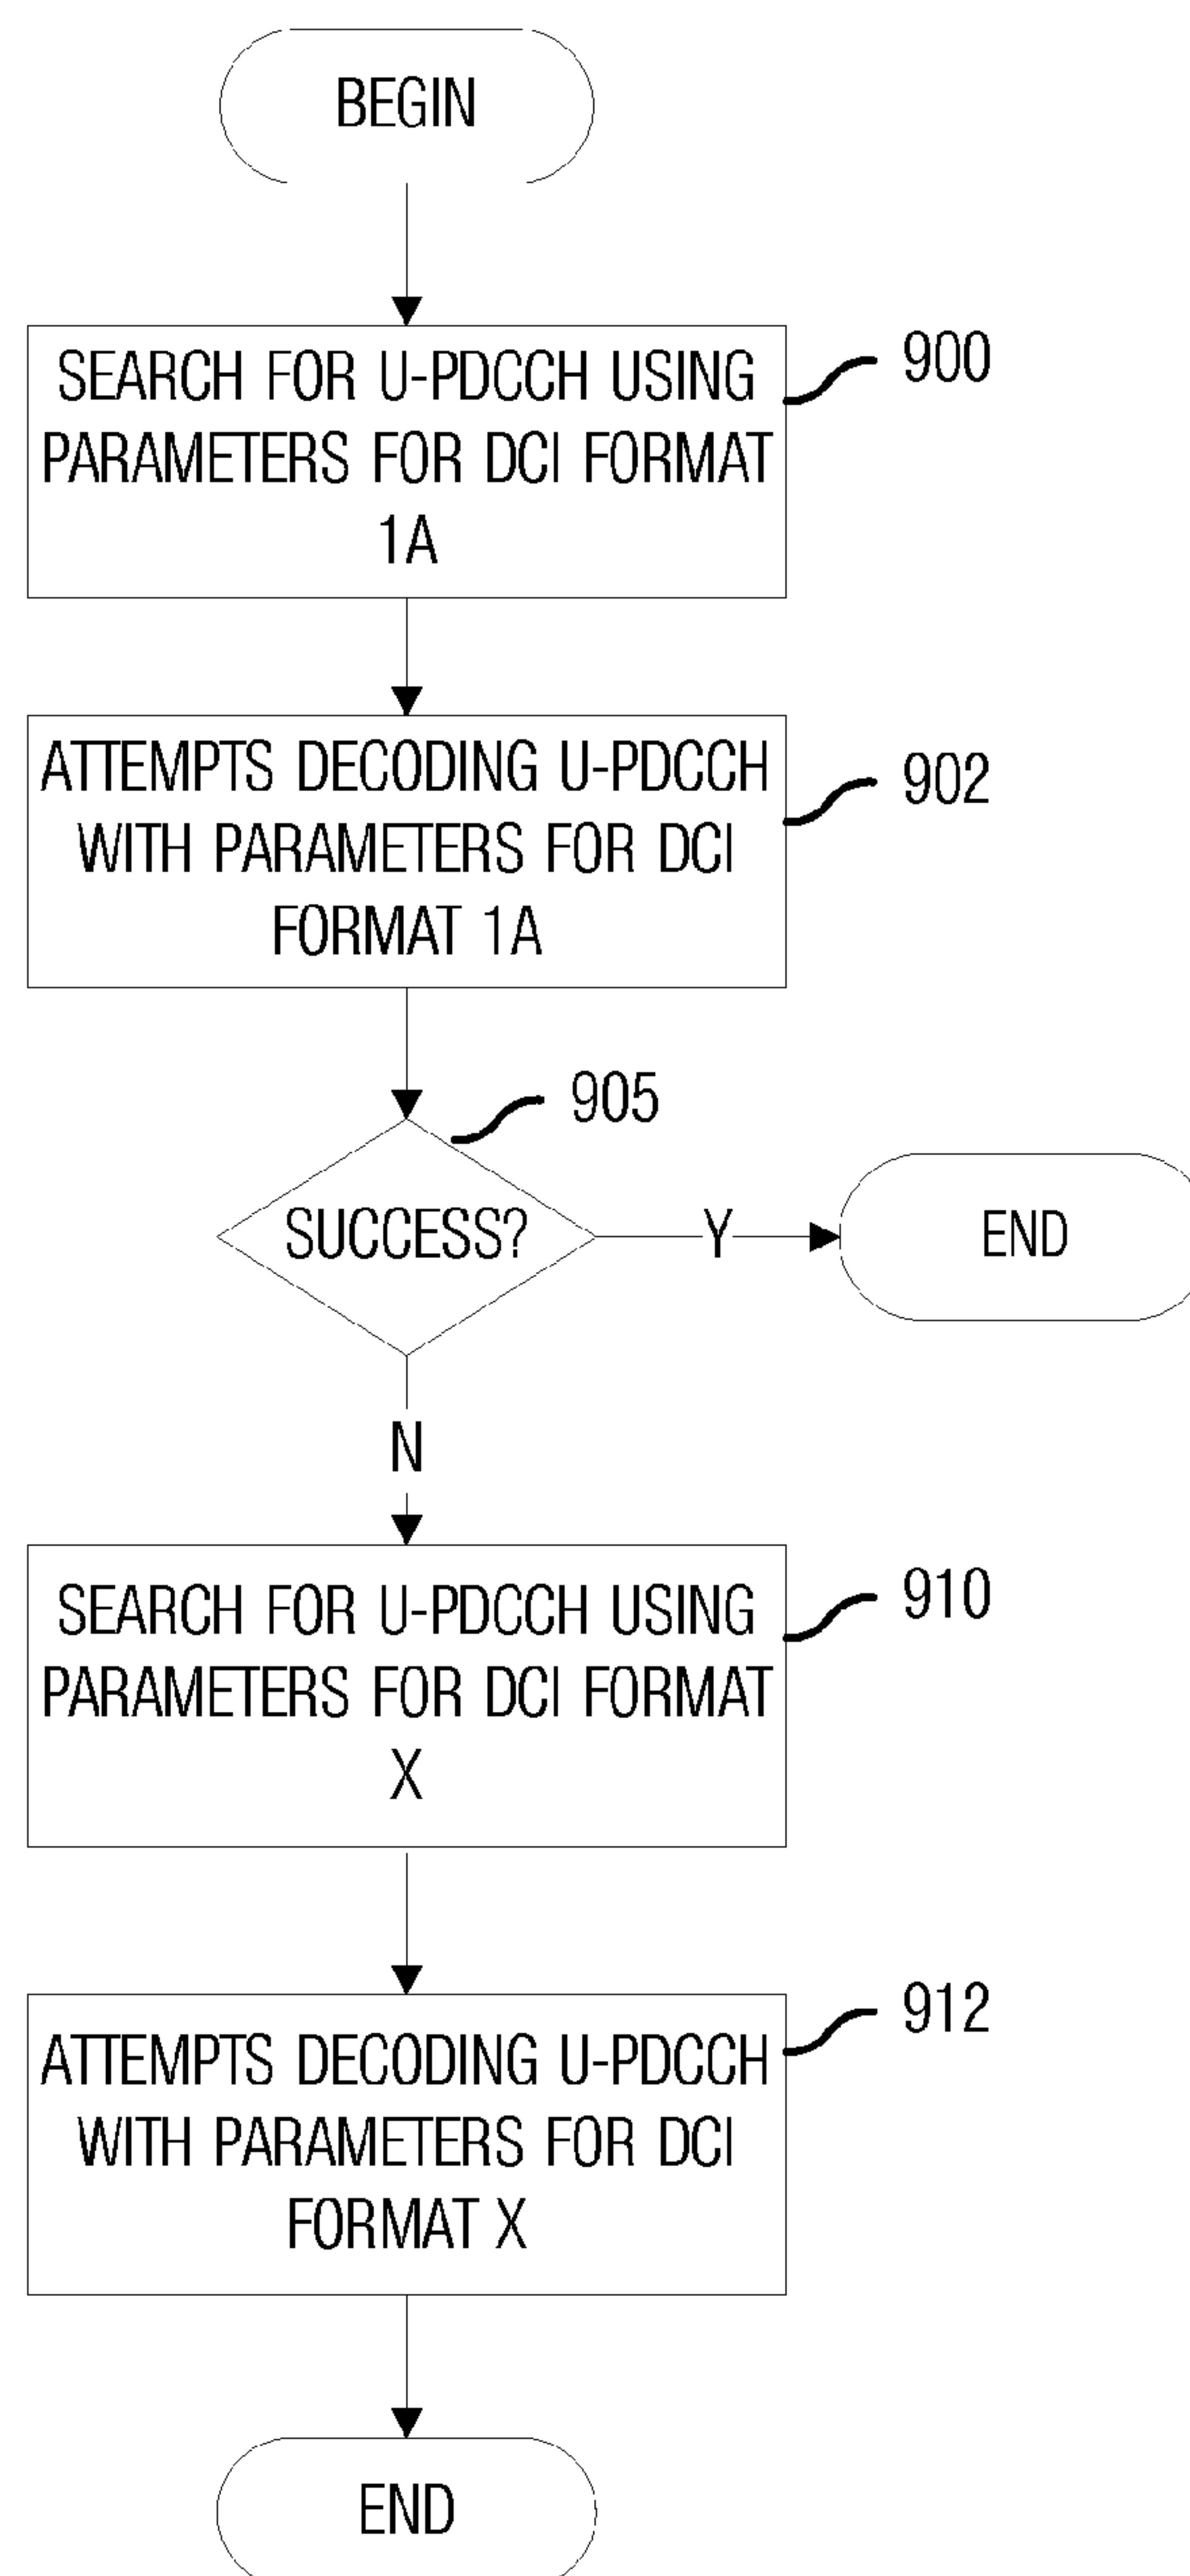 BEGIN
SEARCH FOR U-PDCCH USING
PARAMETERS FOR DCI FORMAT
1A
900
ATTEMPTS DECODING U-PDCCH
WITH PARAMETERS FOR DCI
FORMAT 1A
902
905
SUCCESS?
Y
END
N
SEARCH FOR U-PDCCH USING
PARAMETERS FOR DCI FORMAT
X
910
ATTEMPTS DECODING U-PDCCH
WITH PARAMETERS FOR DCI
FORMAT X
912
END